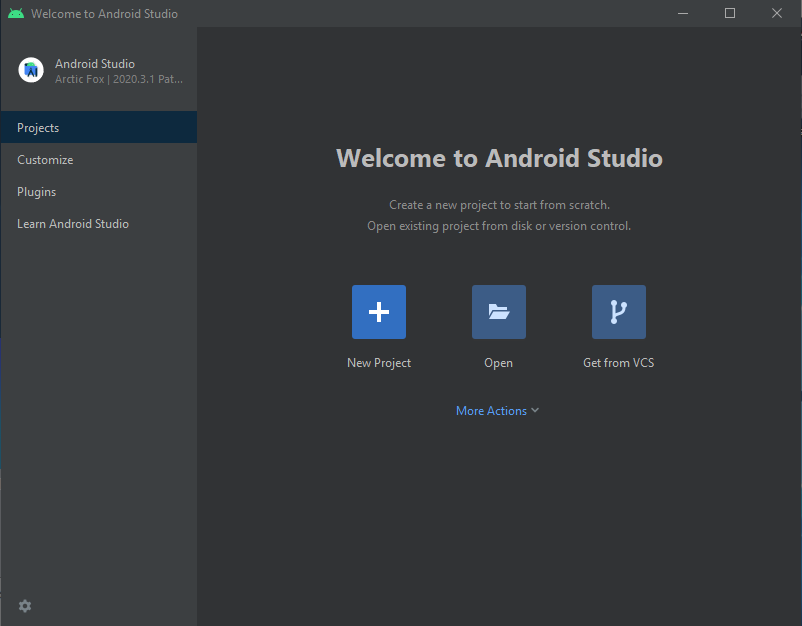 Welcome to Android Studio
Android Studio
Arctic Fox | 2020.3.1 Pat...
Projects
Customize
Plugins
Learn Android Studio
Welcome to Android Studio
Create a new project to start from scratch.
Open existing project from disk or version control.
New Project
Open
Get from VCS
More Actions